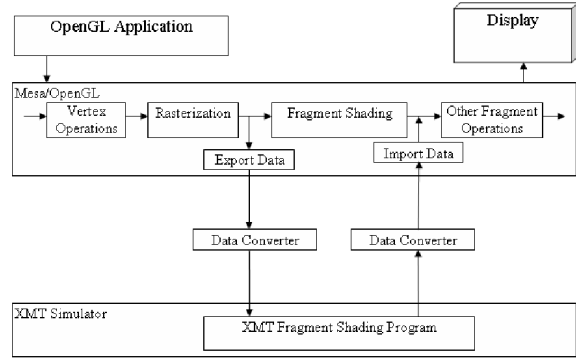 OpenGL Application
Display
Mesa/OpenGL
Vertex
Operations
Rasterization
Fragment Shading
Other Fragment
Operations
Export Data
Import Data
Data Converter
Data Converter
XMT Simulator
XMT Fragment Shading Program